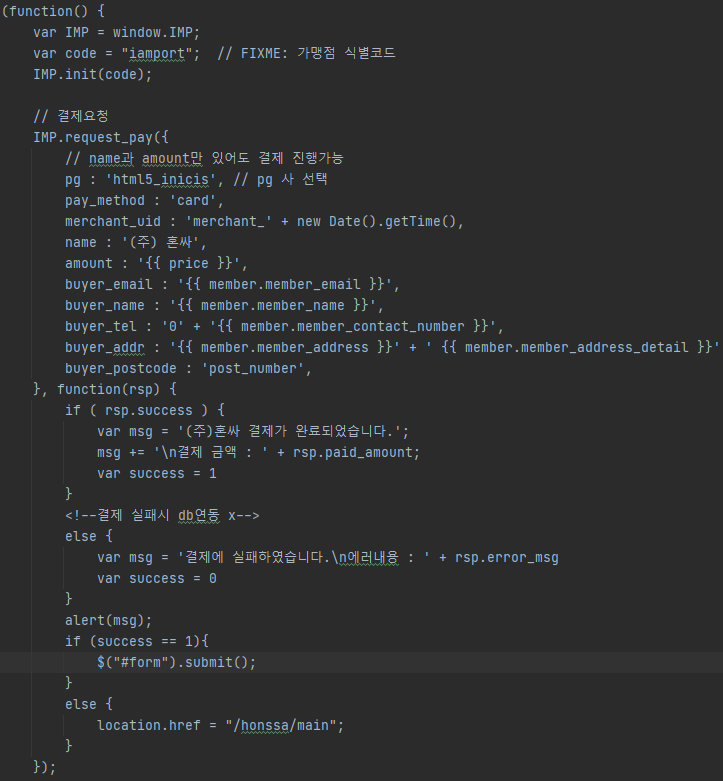 (function() {
    var IMP = window.IMP;
    var code = "iamport";  // FIXME: 가맹점 식별코드
    IMP.init(code);

    // 결제요청
    IMP.request_pay({
        // name과 amount만 있어도 결제 진행가능
        pg : 'html5_inicis', // pg 사 선택
        pay_method : 'card',
        merchant_uid : 'merchant_' + new Date().getTime(),
        name : '(주) 혼싸',
        amount : '{{ price }}',
        buyer_email : '{{ member.member_email }}',
        buyer_name : '{{ member.member_name }}',
        buyer_tel : '0' + '{{ member.member_contact_number }}',
        buyer_addr : '{{ member.member_address }}' + ' {{ member.member_address_detail }}'
        buyer_postcode : 'post_number',
    }, function(rsp) {
        if ( rsp.success ) {
            var msg = '(주)혼싸 결제가 완료되었습니다.';
            msg += '\n결제 금액 : ' + rsp.paid_amount;
            var success = 1
        }
        <!--결제 실패시 db연동 x-->
        else {
            var msg = '결제에 실패하였습니다.\n에러내용 : ' + rsp.error_msg
            var success = 0
        }
        alert(msg);
        if (success == 1){
            $("#form").submit();
        }
        else {
            location.href = "/honssa/main";
        }
    });